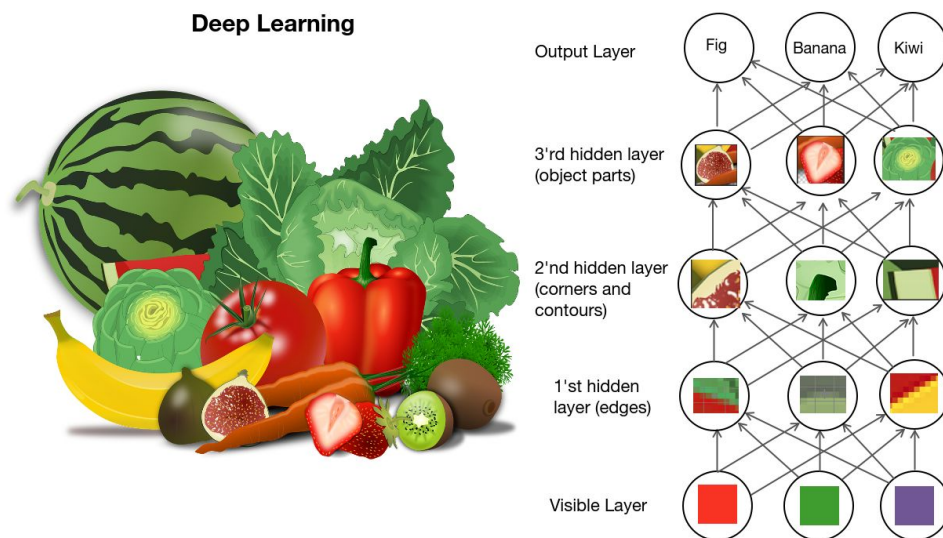 Deep Learning
Output Layer
Fig
Banana
Kiwi
3'rd hidden layer
(object parts)
2'nd hidden layer
(corners and
contours)
1'st hidden
layer (edges)
Visible Layer